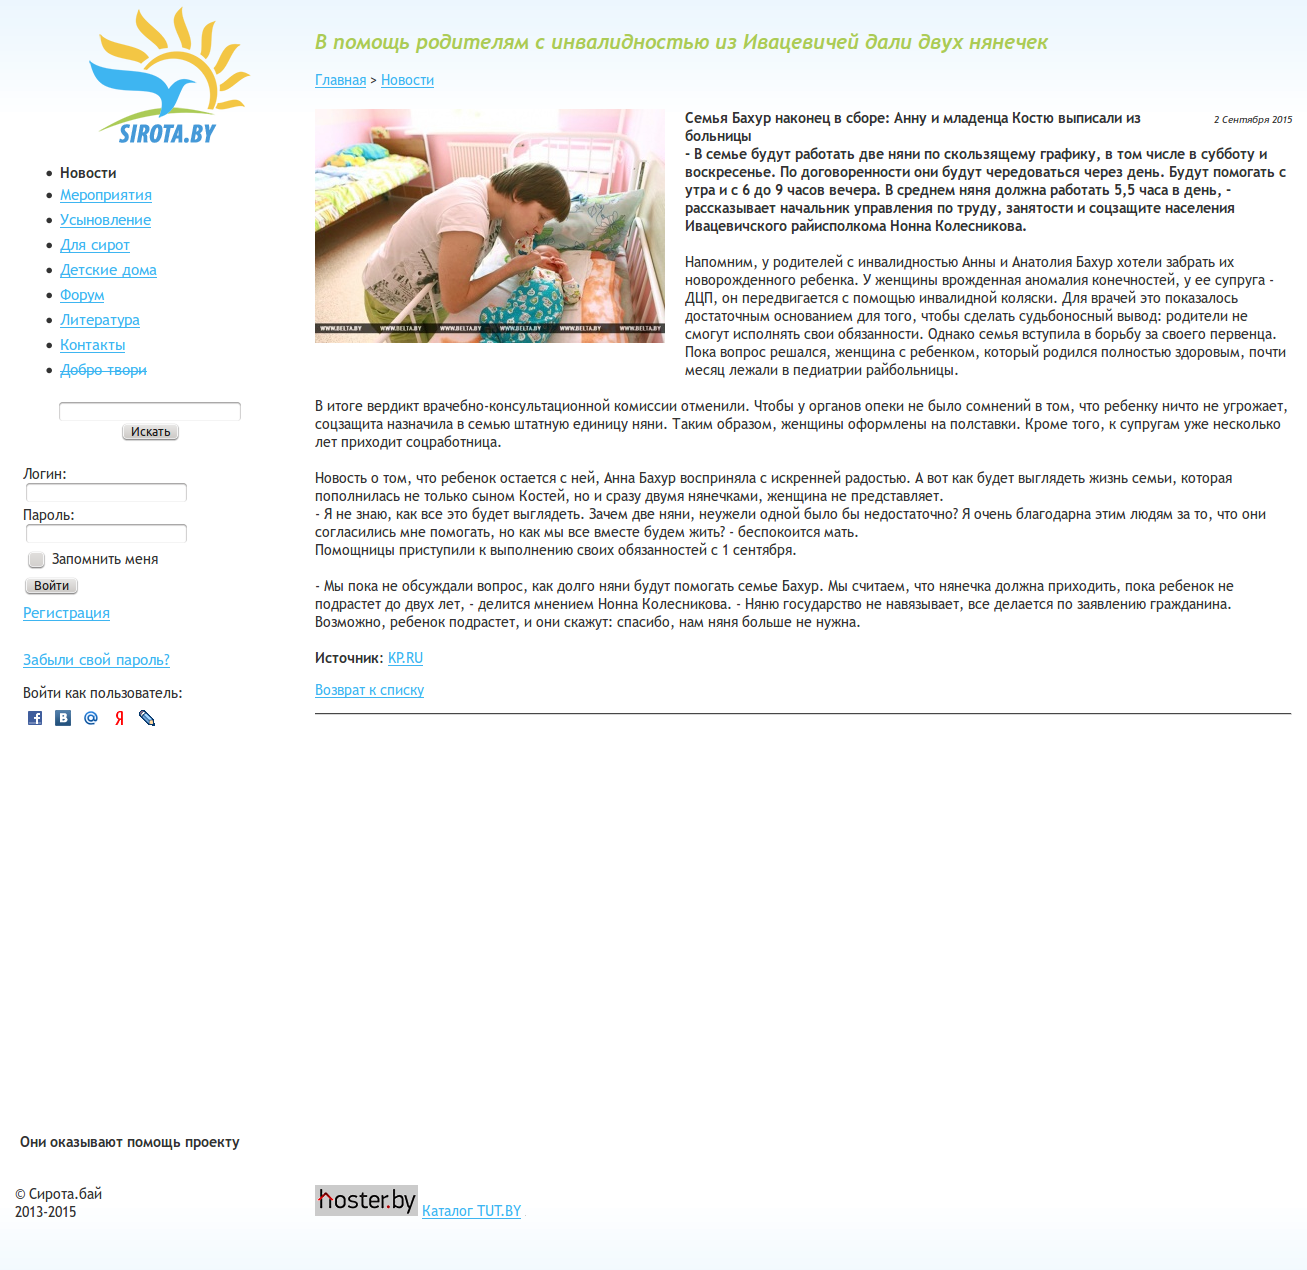 SIROTA.BY
Новости
Мероприятия
Усыновление
Для сирот
Детские дома
Форум
Литература
Контакты
Добро твори
Искать
Логин:
Пароль:
Запомнить меня
Войти
Регистрация
Забыли свой пароль?
Войти как пользователь:
В помощь родителям с инвалидностью из Ивацевичей дали двух нянечек
Главная > Новости
WWW.BELTA.BY WWW.BELTA.BY WWW.BELTA.BY WWW.BELTA.BY WWW.BELTA.BY WWW.BELTA.BY
2 Сентября 2015
Семья Бахур наконец в сборе: Анну и младенца Костю выписали из
больницы
- В семье будут работать две няни по скользящему графику, в том числе в субботу и
воскресенье. По договоренности они будут чередоваться через день. Будут помогать с
утра и с 6 до 9 часов вечера. В среднем няня должна работать 5,5 часа в день, -
рассказывает начальник управления по труду, занятости и соцзащите населения
Ивацевичского райисполкома Нонна Колесникова.
Напомним, у родителей с инвалидностью Анны и Анатолия Бахур хотели забрать их
новорожденного ребенка. У женщины врожденная аномалия конечностей, у ее супруга -
ДЦП, он передвигается с помощью инвалидной коляски. Для врачей это показалось
достаточным основанием для того, чтобы сделать судьбоносный вывод: родители не
смогут исполнять свои обязанности. Однако семья вступила в борьбу за своего первенца.
Пока вопрос решался, женщина с ребенком, который родился полностью здоровым, почти
месяц лежали в педиатрии райбольницы.
В итоге вердикт врачебно-консультационной комиссии отменили. Чтобы у органов опеки не было сомнений в том, что ребенку ничто не угрожает,
соцзащита назначила в семью штатную единицу няни. Таким образом, женщины оформлены на полставки. Кроме того, к супругам уже несколько
лет приходит соцработница.
Новость о том, что ребенок остается с ней, Анна Бахур восприняла с искренней радостью. А вот как будет выглядеть жизнь семьи, которая
пополнилась не только сыном Костей, но и сразу двумя нянечками, женщина не представляет.
- Я не знаю, как все это будет выглядеть. Зачем две няни, неужели одной было бы недостаточно? Я очень благодарна этим людям за то, что они
согласились мне помогать, но как мы все вместе будем жить? - беспокоится мать.
Помощницы приступили к выполнению своих обязанностей с 1 сентября.
- Мы пока не обсуждали вопрос, как долго няни будут помогать семье Бахур. Мы считаем, что нянечка должна приходить, пока ребенок не
подрастет до двух лет, - делится мнением Нонна Колесникова. - Няню государство не навязывает, все делается по заявлению гражданина.
Возможно, ребенок подрастет, и они скажут: спасибо, нам няня больше не нужна.
Источник: KP.RU
Возврат к списку
Они оказывают помощь проекту
© Сирота.бай
2013-2015
hoster.by Каталог TUT.BY